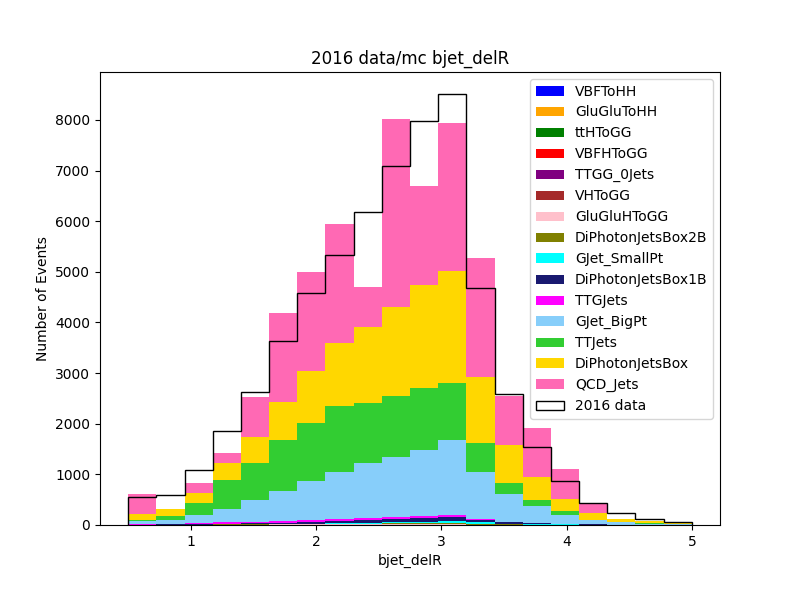 2016 data/mc bjet_delR
Number of Events
8000
7000
6000
5000
4000
3000
2000
1000
0
1
2
3
4
5
bjet_delR
VBFToHH
GluGluToHH
ttHToGG
VBFHToGG
TTGG_0Jets
VHToGG
GluGluHToGG
DiPhotonJetsBox2B
GJet_SmallPt
DiPhotonJetsBox1B
TTGJets
GJet_BigPt
TTJets
DiPhotonJetsBox
QCD_Jets
2016 data